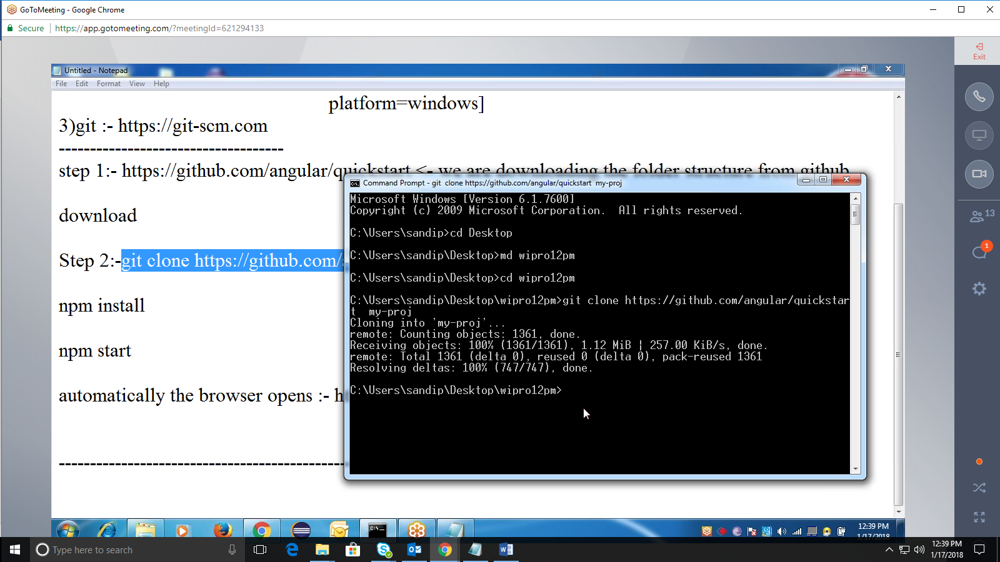 GoToMeeting - Google Chrome
Secure
https://app.gotomeeting.com/?meetingId=621294133
Exit
Untitled - Notepad
File Edit Format View Help
platform=windows]
3)git :- https://git-scm.com
------------------------------------
step 1:- https://github.com/angular/quickstart <- we are downloading the folder structure from github
download
Step 2:-git clone https://github.com/
npm install
npm start
automatically the browser opens :- h
----------------------------------------------
Command Prompt - git clone https://github.com/angular/quickstart my-proj
Microsoft Windows [Version 6.1.7600]
Copyright (c) 2009 Microsoft Corporation. All rights reserved.
C:\Users\sandip>cd Desktop
C:\Users\sandip\Desktop>md wipro12pm
C:\Users\sandip\Desktop>cd wipro12pm
C:\Users\sandip\Desktop\wipro12pm>git clone https://github.com/angular/quickstar
t my-proj
Cloning into 'my-proj'...
remote: Counting objects: 1361, done.
Receiving objects: 100% (1361/1361), 1.12 MiB | 257.00 KiB/s, done.
remote: Total 1361 (delta 0), reused 0 (delta 0), pack-reused 1361
Resolving deltas: 100% (747/747), done.
C:\Users\sandip\Desktop\wipro12pm>
13
1
12:39 PM
1/17/2018
Type here to search
12:39 PM
1/17/2018